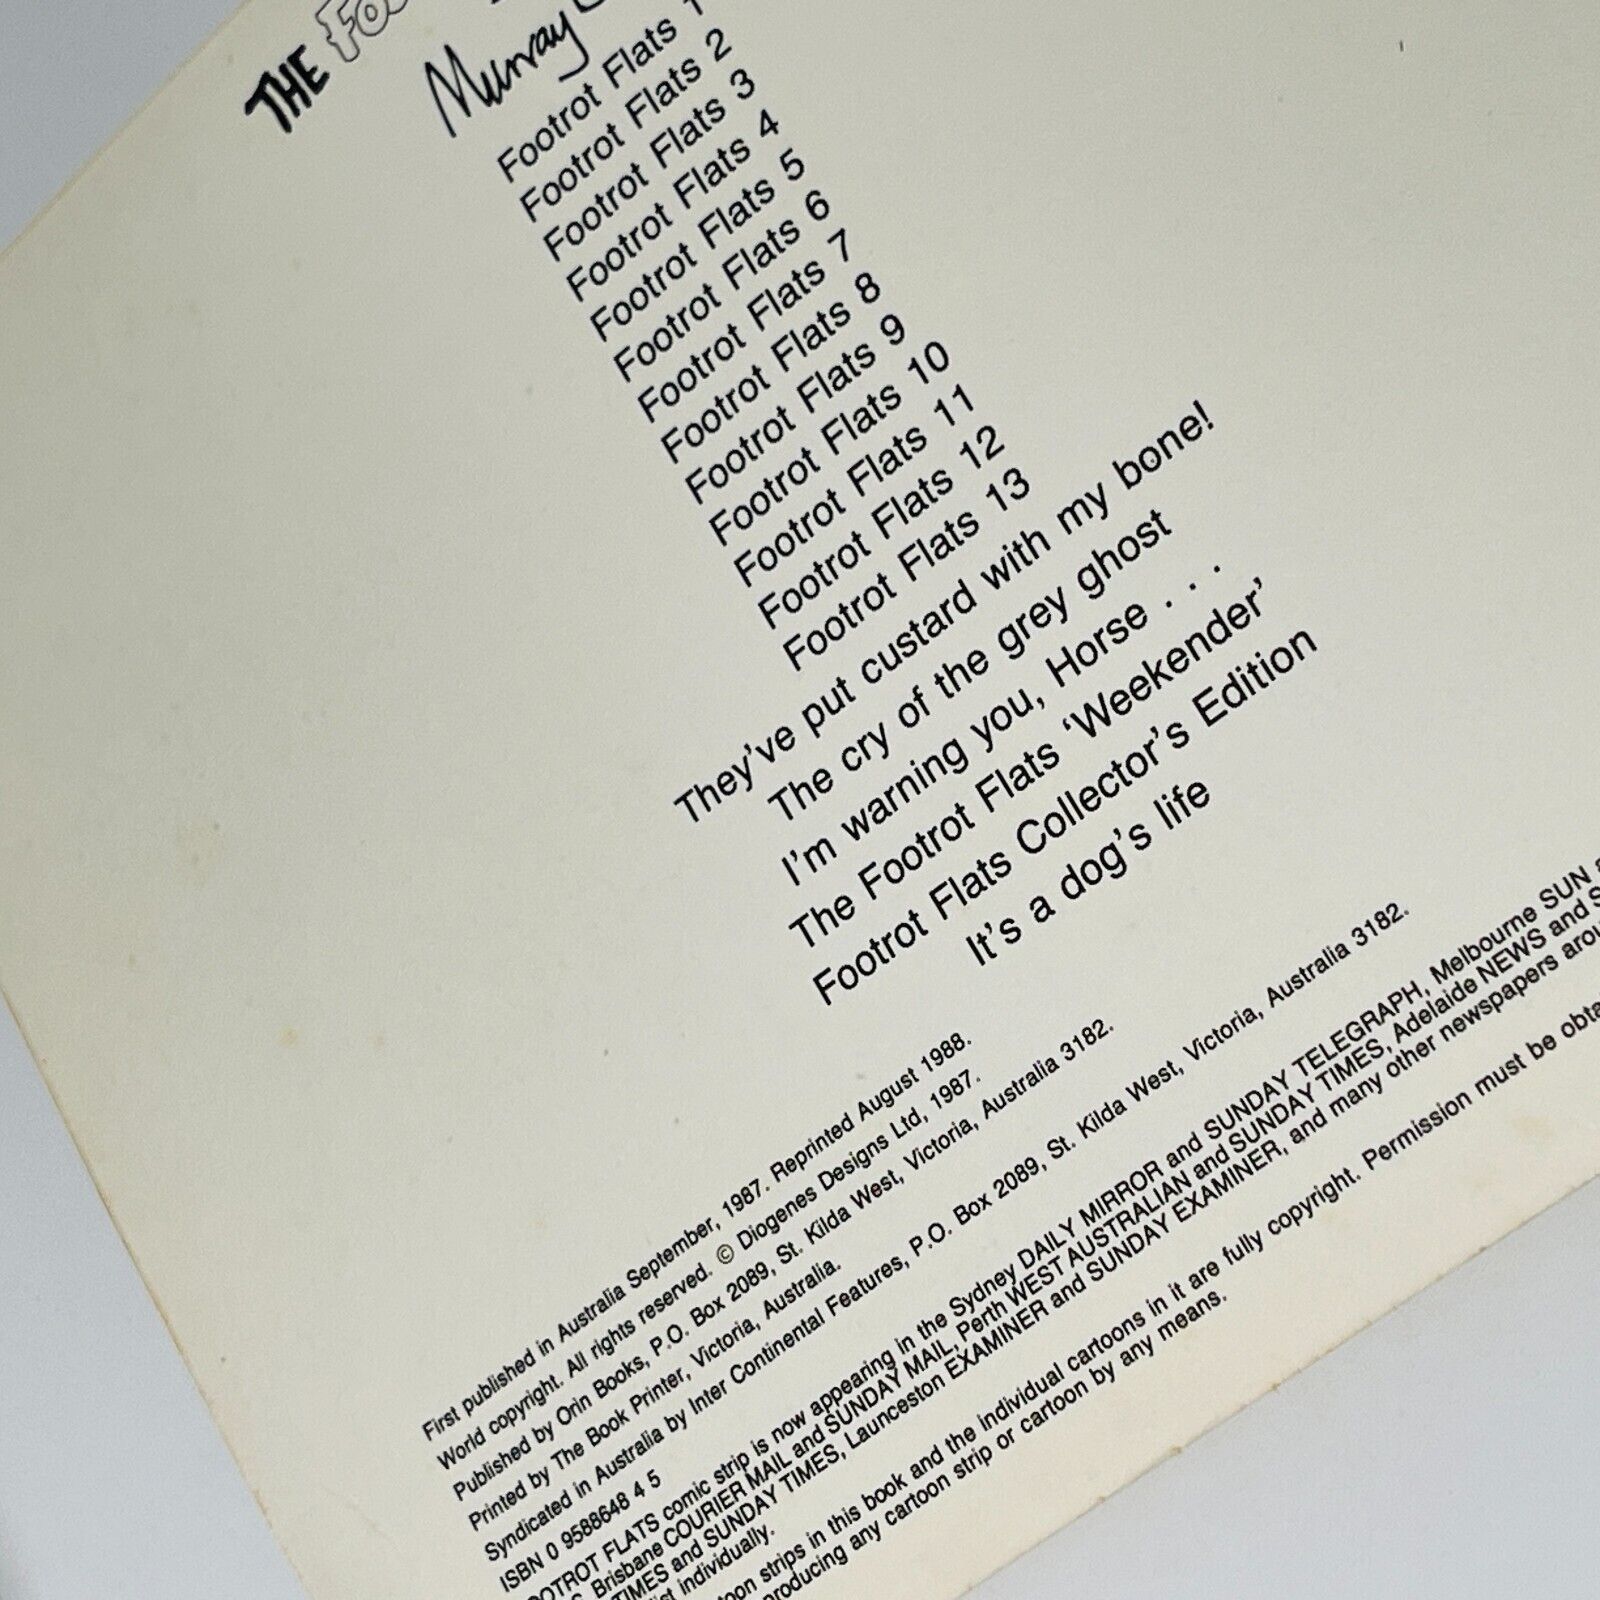 THE
Murray
Footrot Flats 1
Footrot Flats 2
Footrot Flats 3
Footrot Flats 4
Footrot Flats 5
Footrot Flats 6
Footrot Flats 7
Footrot Flats 8
Footrot Flats 9
Footrot Flats 10
Footrot Flats 11
Footrot Flats 12
Footrot Flats 13
They've put custard with my bone!
The cry of the grey ghost
I'm warning you, Horse . . .
The Footrot Flats 'Weekender'
Footrot Flats Collector's Edition
It's a dog's life
First published in Australia September, 1987. Reprinted August 1988.
World copyright. All rights reserved. © Diogenes Designs Ltd, 1987.
Published by Orin Books, P.O. Box 2089, St. Kilda West, Victoria, Australia 3182.
Printed by The Book Printer, Victoria, Australia.
Syndicated in Australia by Inter Continental Features, P.O. Box 2089, St. Kilda West, Victoria, Australia 3182.
ISBN 0 9588648 4 5
FLATS comic strip is now appearing in the Sydney DAILY MIRROR and SUNDAY TELEGRAPH, Melbourne SUN
Brisbane COURIER MAIL and SUNDAY MAIL, Perth WEST AUSTRALIAN and SUNDAY TIMES, Adelaide NEWS and
TIMES and SUNDAY TIMES, Launceston EXAMINER and SUNDAY EXAMINER, and many other newspapers
individually.
strips in this book and the individual cartoons in it are fully copyright. Permission must be
any cartoon strip or cartoon by any means.